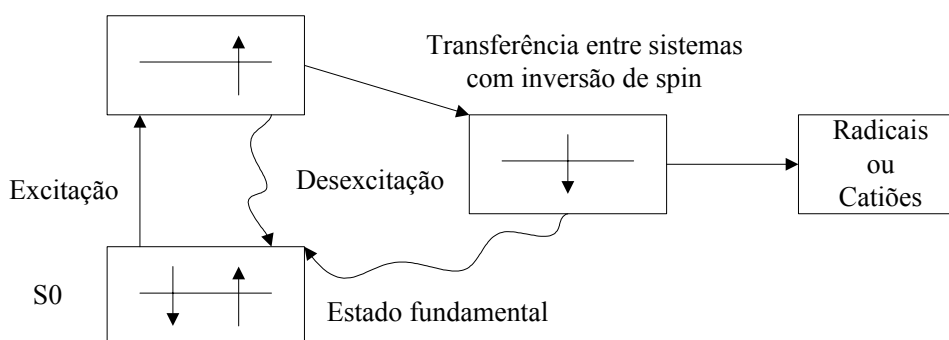 Transferência entre sistemas
com inversão de spin
Radicais
ou
Catiões
Excitação
Desexcitação
S0
Estado fundamental